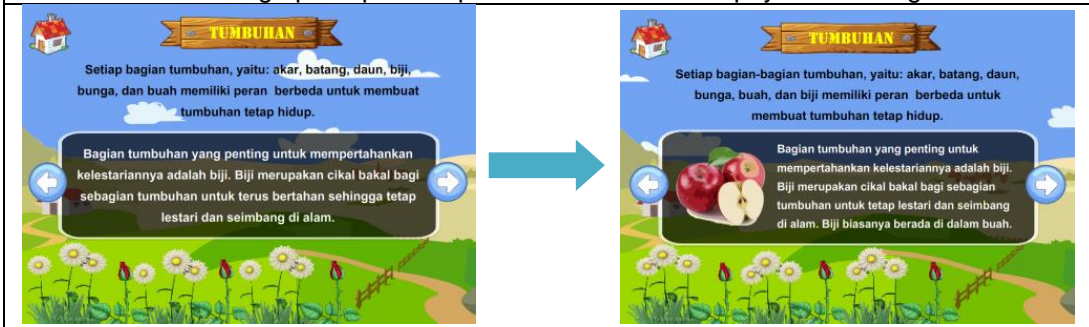 TUMBUHAN
Setiap bagian tumbuhan, yaitu: akar, batang, daun, biji,
bunga, dan buah memiliki peran berbeda untuk membuat
tumbuhan tetap hidup.
Bagian tumbuhan yang penting untuk mempertahankan
kelestariannya adalah biji. Biji merupakan cikal bakal bagi
sebagian tumbuhan untuk terus bertahan sehingga tetap
lestari dan seimbang di alam.
TUMBUHAN
Setiap bagian-bagian tumbuhan, yaitu: akar, batang, daun,
bunga, buah, dan biji memiliki peran berbeda untuk
membuat tumbuhan tetap hidup.
Bagian tumbuhan yang penting untuk
mempertahankan kelestariannya adalah biji.
Biji merupakan cikal bakal bagi sebagian
tumbuhan untuk tetap lestari dan seimbang
di alam. Biji biasanya berada di dalam buah.